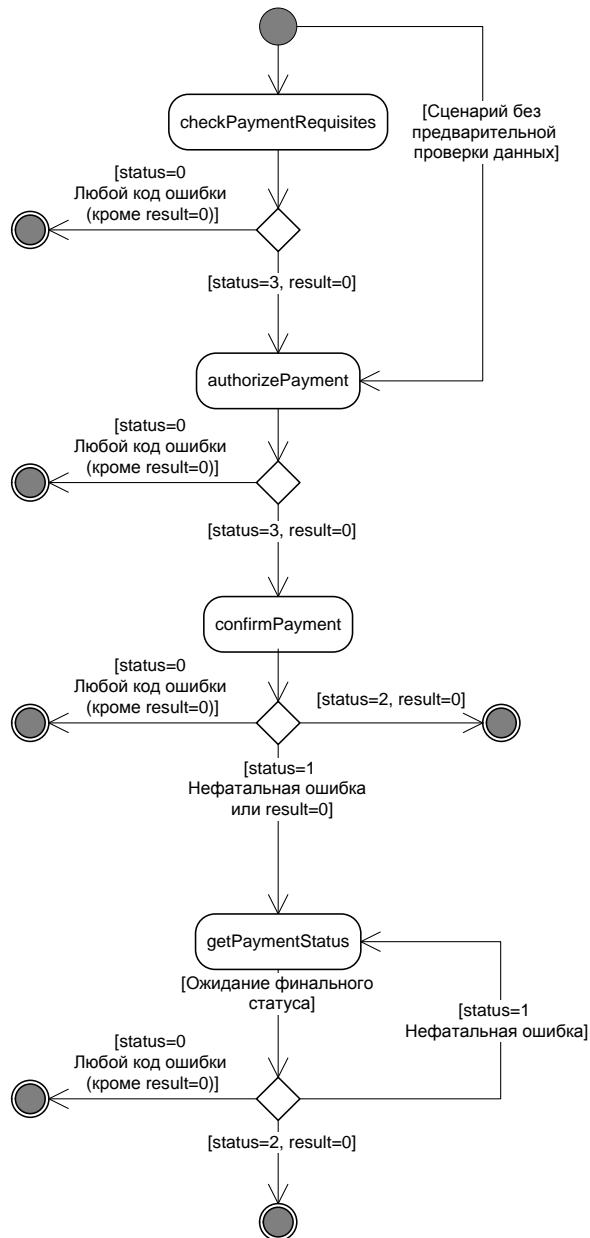 checkPaymentRequisites
[Сценарий без
предварительной
проверки данных]
[status=0
Любой код ошибки
(кроме result=0)]
[status=3, result=0]
authorizePayment
[status=0
Любой код ошибки
(кроме result=0)]
[status=3, result=0]
confirmPayment
[status=0
Любой код ошибки
(кроме result=0)]
[status=2, result=0]
[status=1
Нефатальная ошибка
или result=0]
getPaymentStatus
[Ожидание финального
статуса]
[status=1
Нефатальная ошибка]
[status=0
Любой код ошибки
(кроме result=0)]
[status=2, result=0]